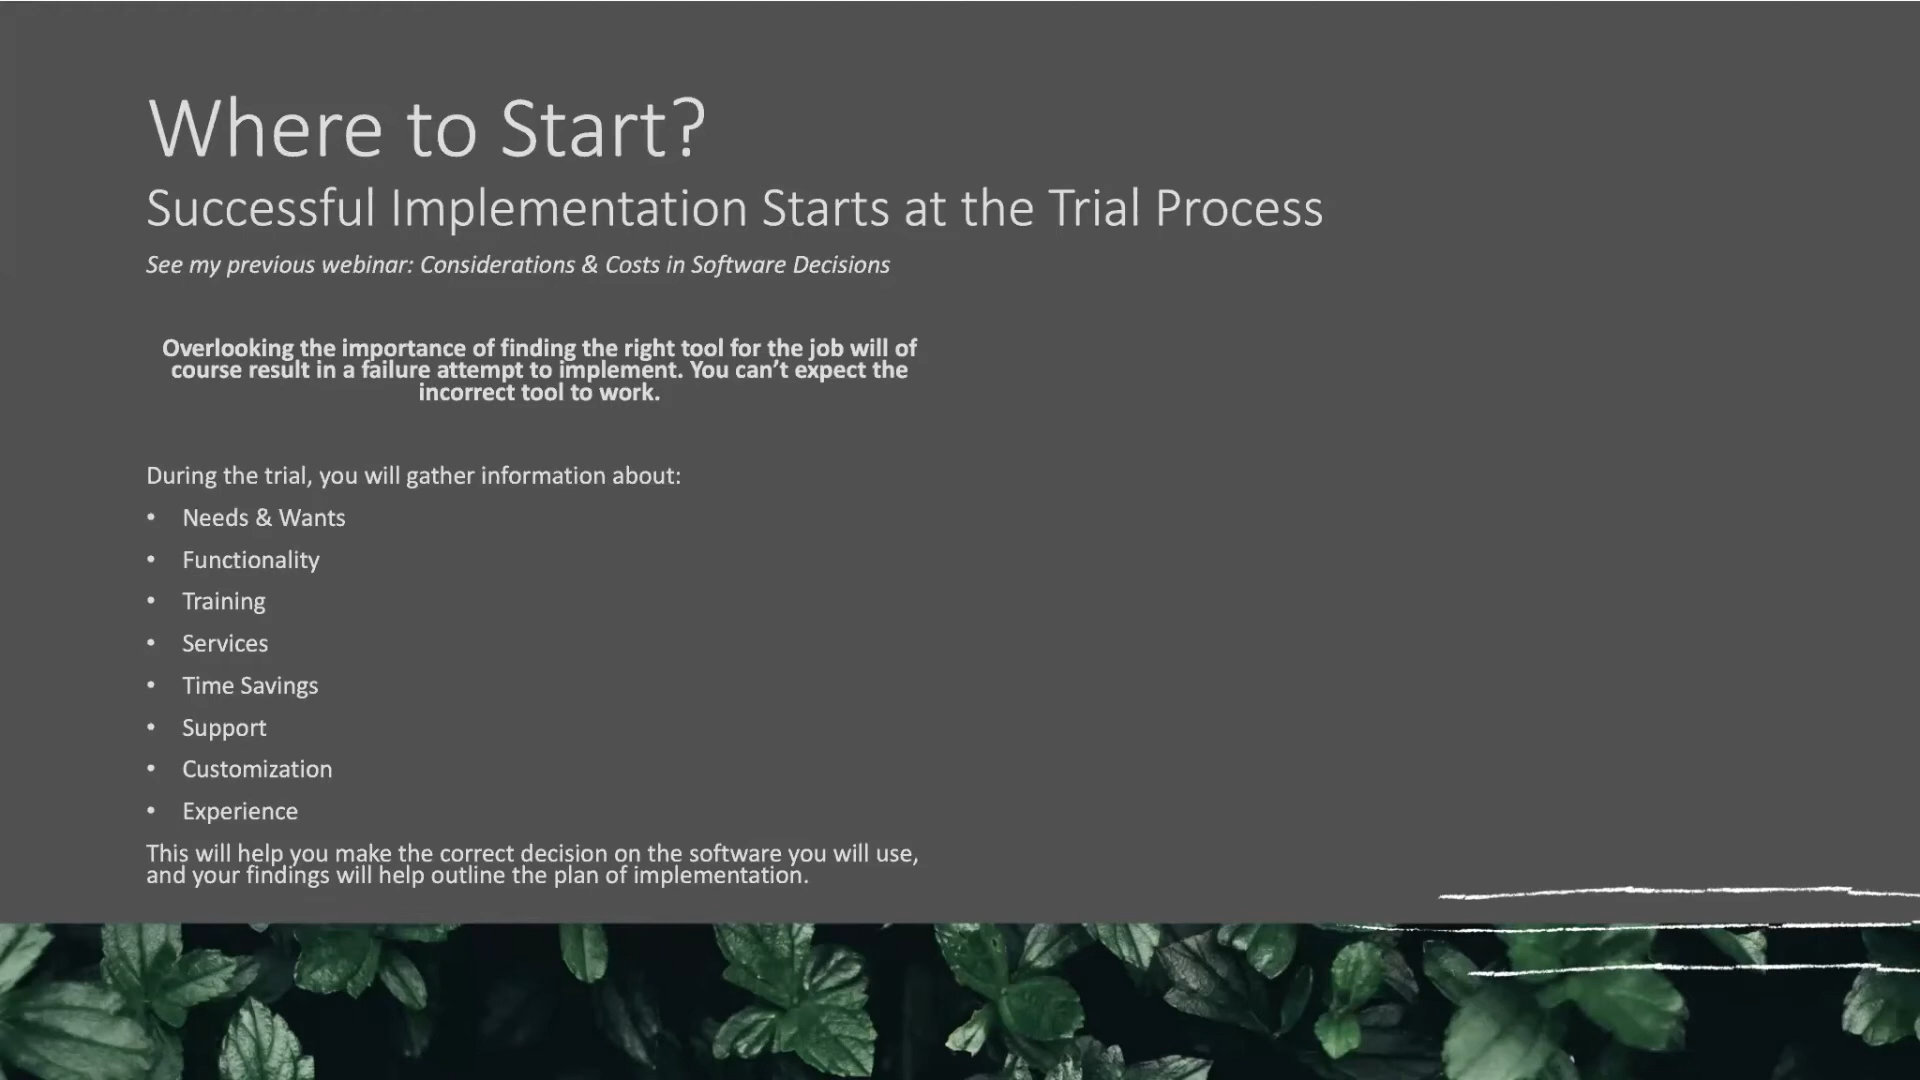 Where to Start?
Successful Implementation Starts at the Trial Process
See my previous webinar: Considerations & Costs in Software Decisions
Overlooking the importance of finding the right tool for the job will of
course result in a failure attempt to implement. You can’t expect the
incorrect tool to work.
During the trial, you will gather information about:
• Needs & Wants
• Functionality
• Training
• Services
• Time Savings
• Support
• Customization
• Experience
This will help you make the correct decision on the software you will use,
and your findings will help outline the plan of implementation.